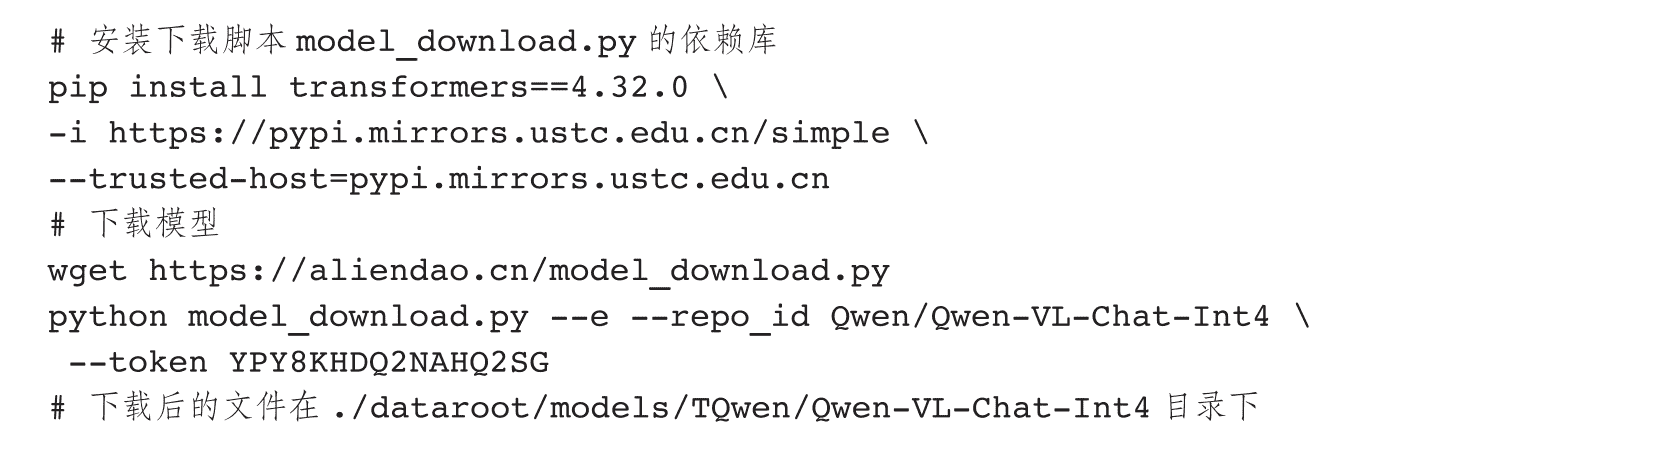 # 安装下载脚本 model_download.py 的依赖库
pip install transformers==4.32.0 \
-i https://pypi.mirrors.ustc.edu.cn/simple \
--trusted-host=pypi.mirrors.ustc.edu.cn
# 下载模型
wget https://aliendao.cn/model_download.py
python model_download.py --e --repo_id Qwen/Qwen-VL-Chat-Int4 \
 --token YPY8KHDQ2NAHQ2SG
# 下载后的文件在 ./dataroot/models/TQwen/Qwen-VL-Chat-Int4 目录下